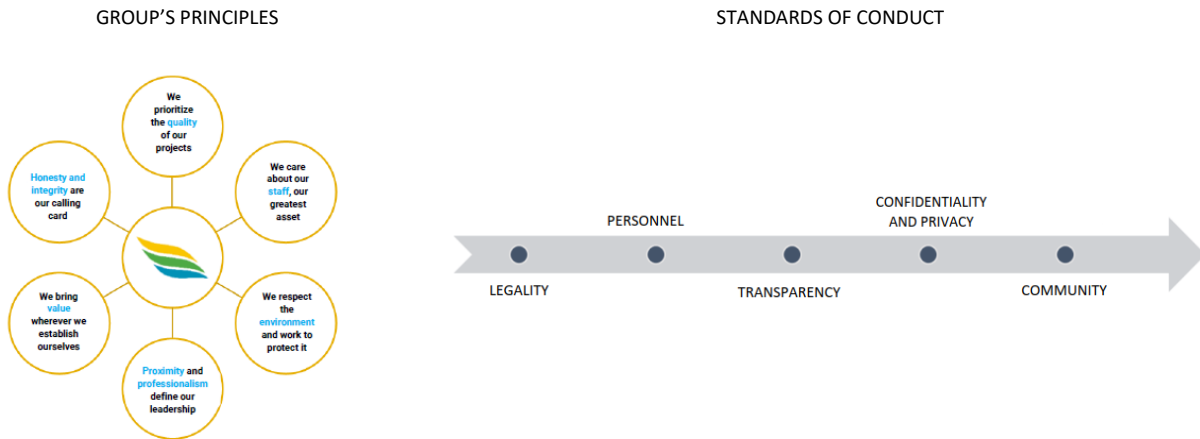 GROUP'S PRINCIPLES
We
prioritize
the quality
of our
projects
We care
about our
staff, our
greatest
asset
We respect
the
environment
and work to
protect it
Proximity and
professionalism
define our
leadership
We bring
value
wherever we
establish
ourselves
Honesty and
integrity are
our calling
card
STANDARDS OF CONDUCT
LEGALITY
PERSONNEL
TRANSPARENCY
CONFIDENTIALITY
AND PRIVACY
COMMUNITY